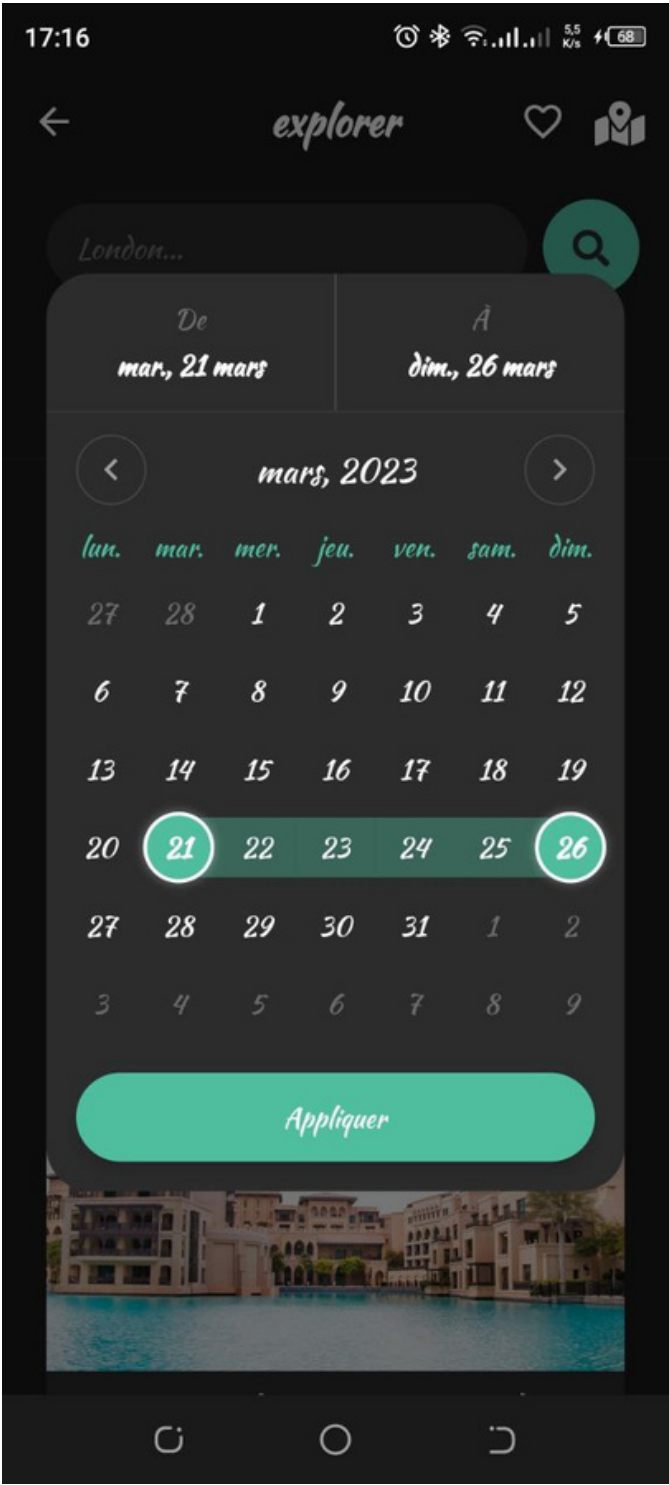 17:16 5,5 K/s 68
explorer
London...
De À
mar., 21 mars dim., 26 mars
mars, 2023
lun. mar. mer. jeu. ven. sam. dim.
27 28 1 2 3 4 5
6 7 8 9 10 11 12
13 14 15 16 17 18 19
20 21 22 23 24 25 26
27 28 29 30 31 1 2
3 4 5 6 7 8 9
Appliquer